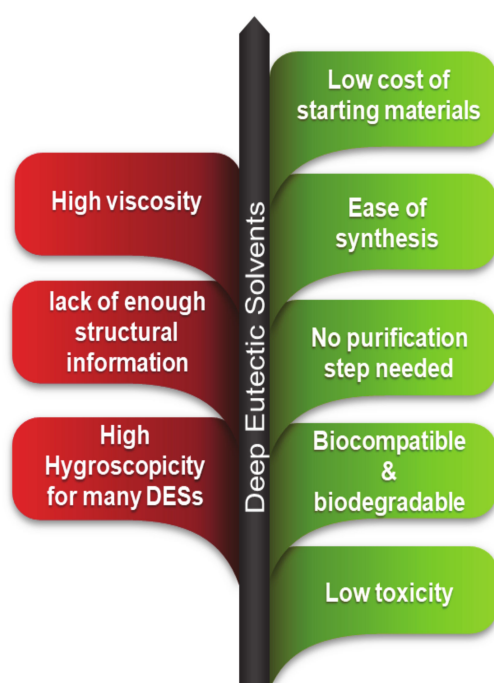 Low cost of
starting materials
High viscosity
Ease of
synthesis
lack of enough
structural
information
No purification
step needed
High
Hygroscopicity
for many DESs
Biocompatible
&
biodegradable
Low toxicity
Deep Eutectic Solvents